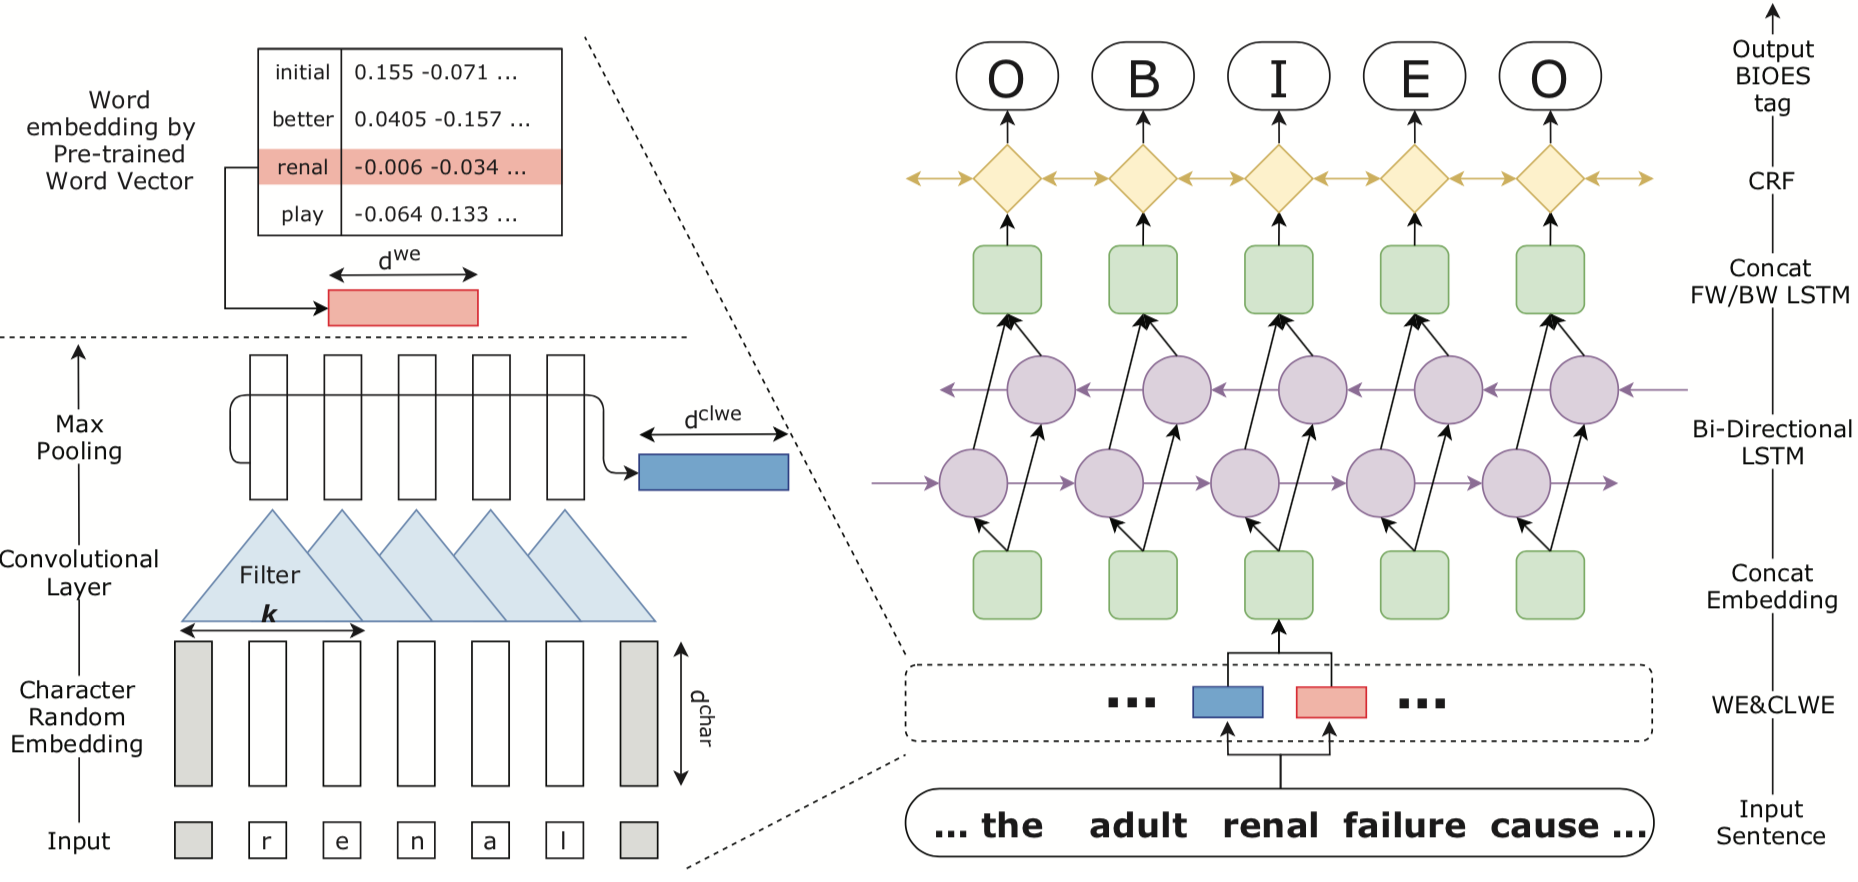 Word
embedding by
Pre-trained
Word Vector
initial 0.155 -0.071 ...
better 0.0405 -0.157 ...
renal -0.006 -0.034 ...
play -0.064 0.133 ...
d^we
Max
Pooling
d^clwe
Convolutional
Layer
Filter
k
Character
Random
Embedding
d^char
Input
r e n a l
O B I E O
Output
BIOES
tag
CRF
Concat
FW/BW LSTM
Bi-Directional
LSTM
Concat
Embedding
... ...
WE&CLWE
... the adult renal failure cause ...
Input
Sentence